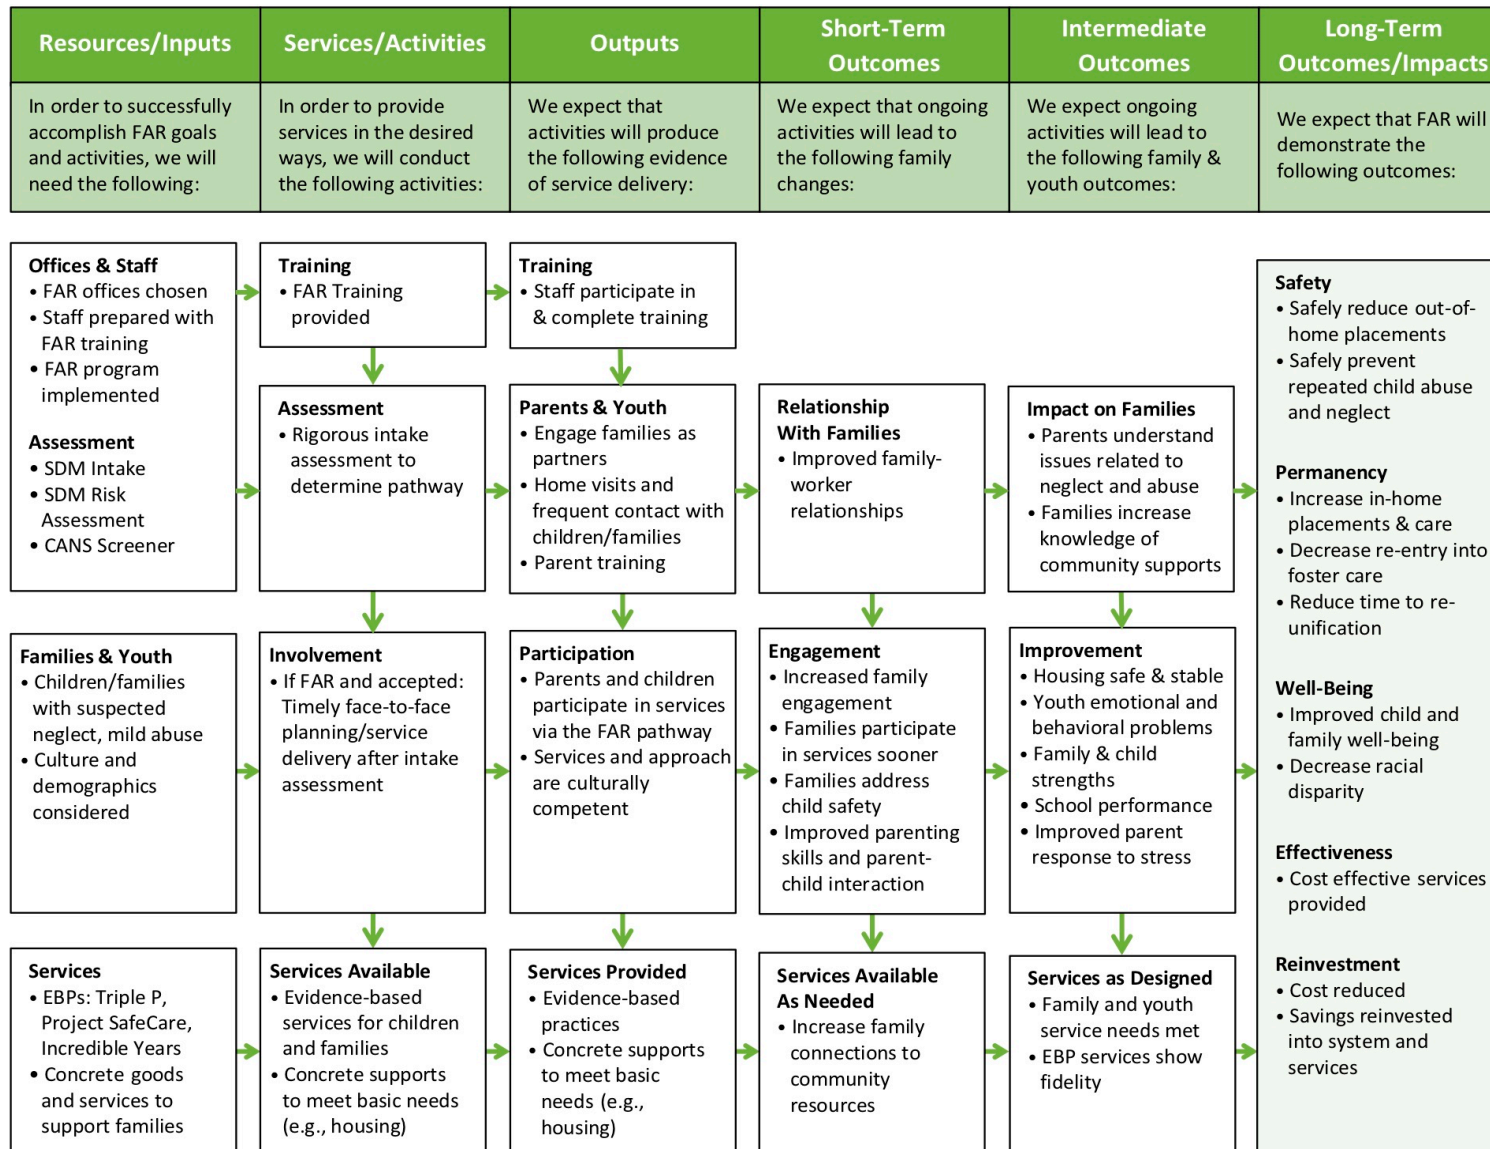 Resources/Inputs
Services/Activities
Outputs
Short-Term
Outcomes
Intermediate
Outcomes
Long-Term
Outcomes/Impacts
In order to successfully
accomplish FAR goals
and activities, we will
need the following:
In order to provide
services in the desired
ways, we will conduct
the following activities:
We expect that
activities will produce
the following evidence
of service delivery:
We expect that ongoing
activities will lead to
the following family
changes:
We expect ongoing
activities will lead to
the following family &
youth outcomes:
We expect that FAR will
demonstrate the
following outcomes:
Offices & Staff
• FAR offices chosen
• Staff prepared with
FAR training
• FAR program
implemented
Assessment
• SDM Intake
• SDM Risk
Assessment
• CANS Screener
Training
• FAR Training
provided
Training
• Staff participate in
& complete training
Assessment
• Rigorous intake
assessment to
determine pathway
Parents & Youth
• Engage families as
partners
• Home visits and
frequent contact with
children/families
• Parent training
Relationship
With Families
• Improved family-
worker
relationships
Impact on Families
• Parents understand
issues related to
neglect and abuse
• Families increase
knowledge of
community supports
Families & Youth
• Children/families
with suspected
neglect, mild abuse
• Culture and
demographics
considered
Involvement
• If FAR and accepted:
Timely face-to-face
planning/service
delivery after intake
assessment
Participation
• Parents and children
participate in services
via the FAR pathway
• Services and approach
are culturally
competent
Engagement
• Increased family
engagement
• Families participate
in services sooner
• Families address
child safety
• Improved parenting
skills and parent-
child interaction
Improvement
• Housing safe & stable
• Youth emotional and
behavioral problems
• Family & child
strengths
• School performance
• Improved parent
response to stress
Services
• EBPs: Triple P,
Project SafeCare,
Incredible Years
• Concrete goods
and services to
support families
Services Available
• Evidence-based
services for children
and families
• Concrete supports
to meet basic needs
(e.g., housing)
Services Provided
• Evidence-based
practices
• Concrete supports
to meet basic
needs (e.g.,
housing)
Services Available
As Needed
• Increase family
connections to
community
resources
Services as Designed
• Family and youth
service needs met
• EBP services show
fidelity
Safety
• Safely reduce out-of-
home placements
• Safely prevent
repeated child abuse
and neglect
Permanency
• Increase in-home
placements & care
• Decrease re-entry into
foster care
• Reduce time to re-
unification
Well-Being
• Improved child and
family well-being
• Decrease racial
disparity
Effectiveness
• Cost effective services
provided
Reinvestment
• Cost reduced
• Savings reinvested
into system and
services